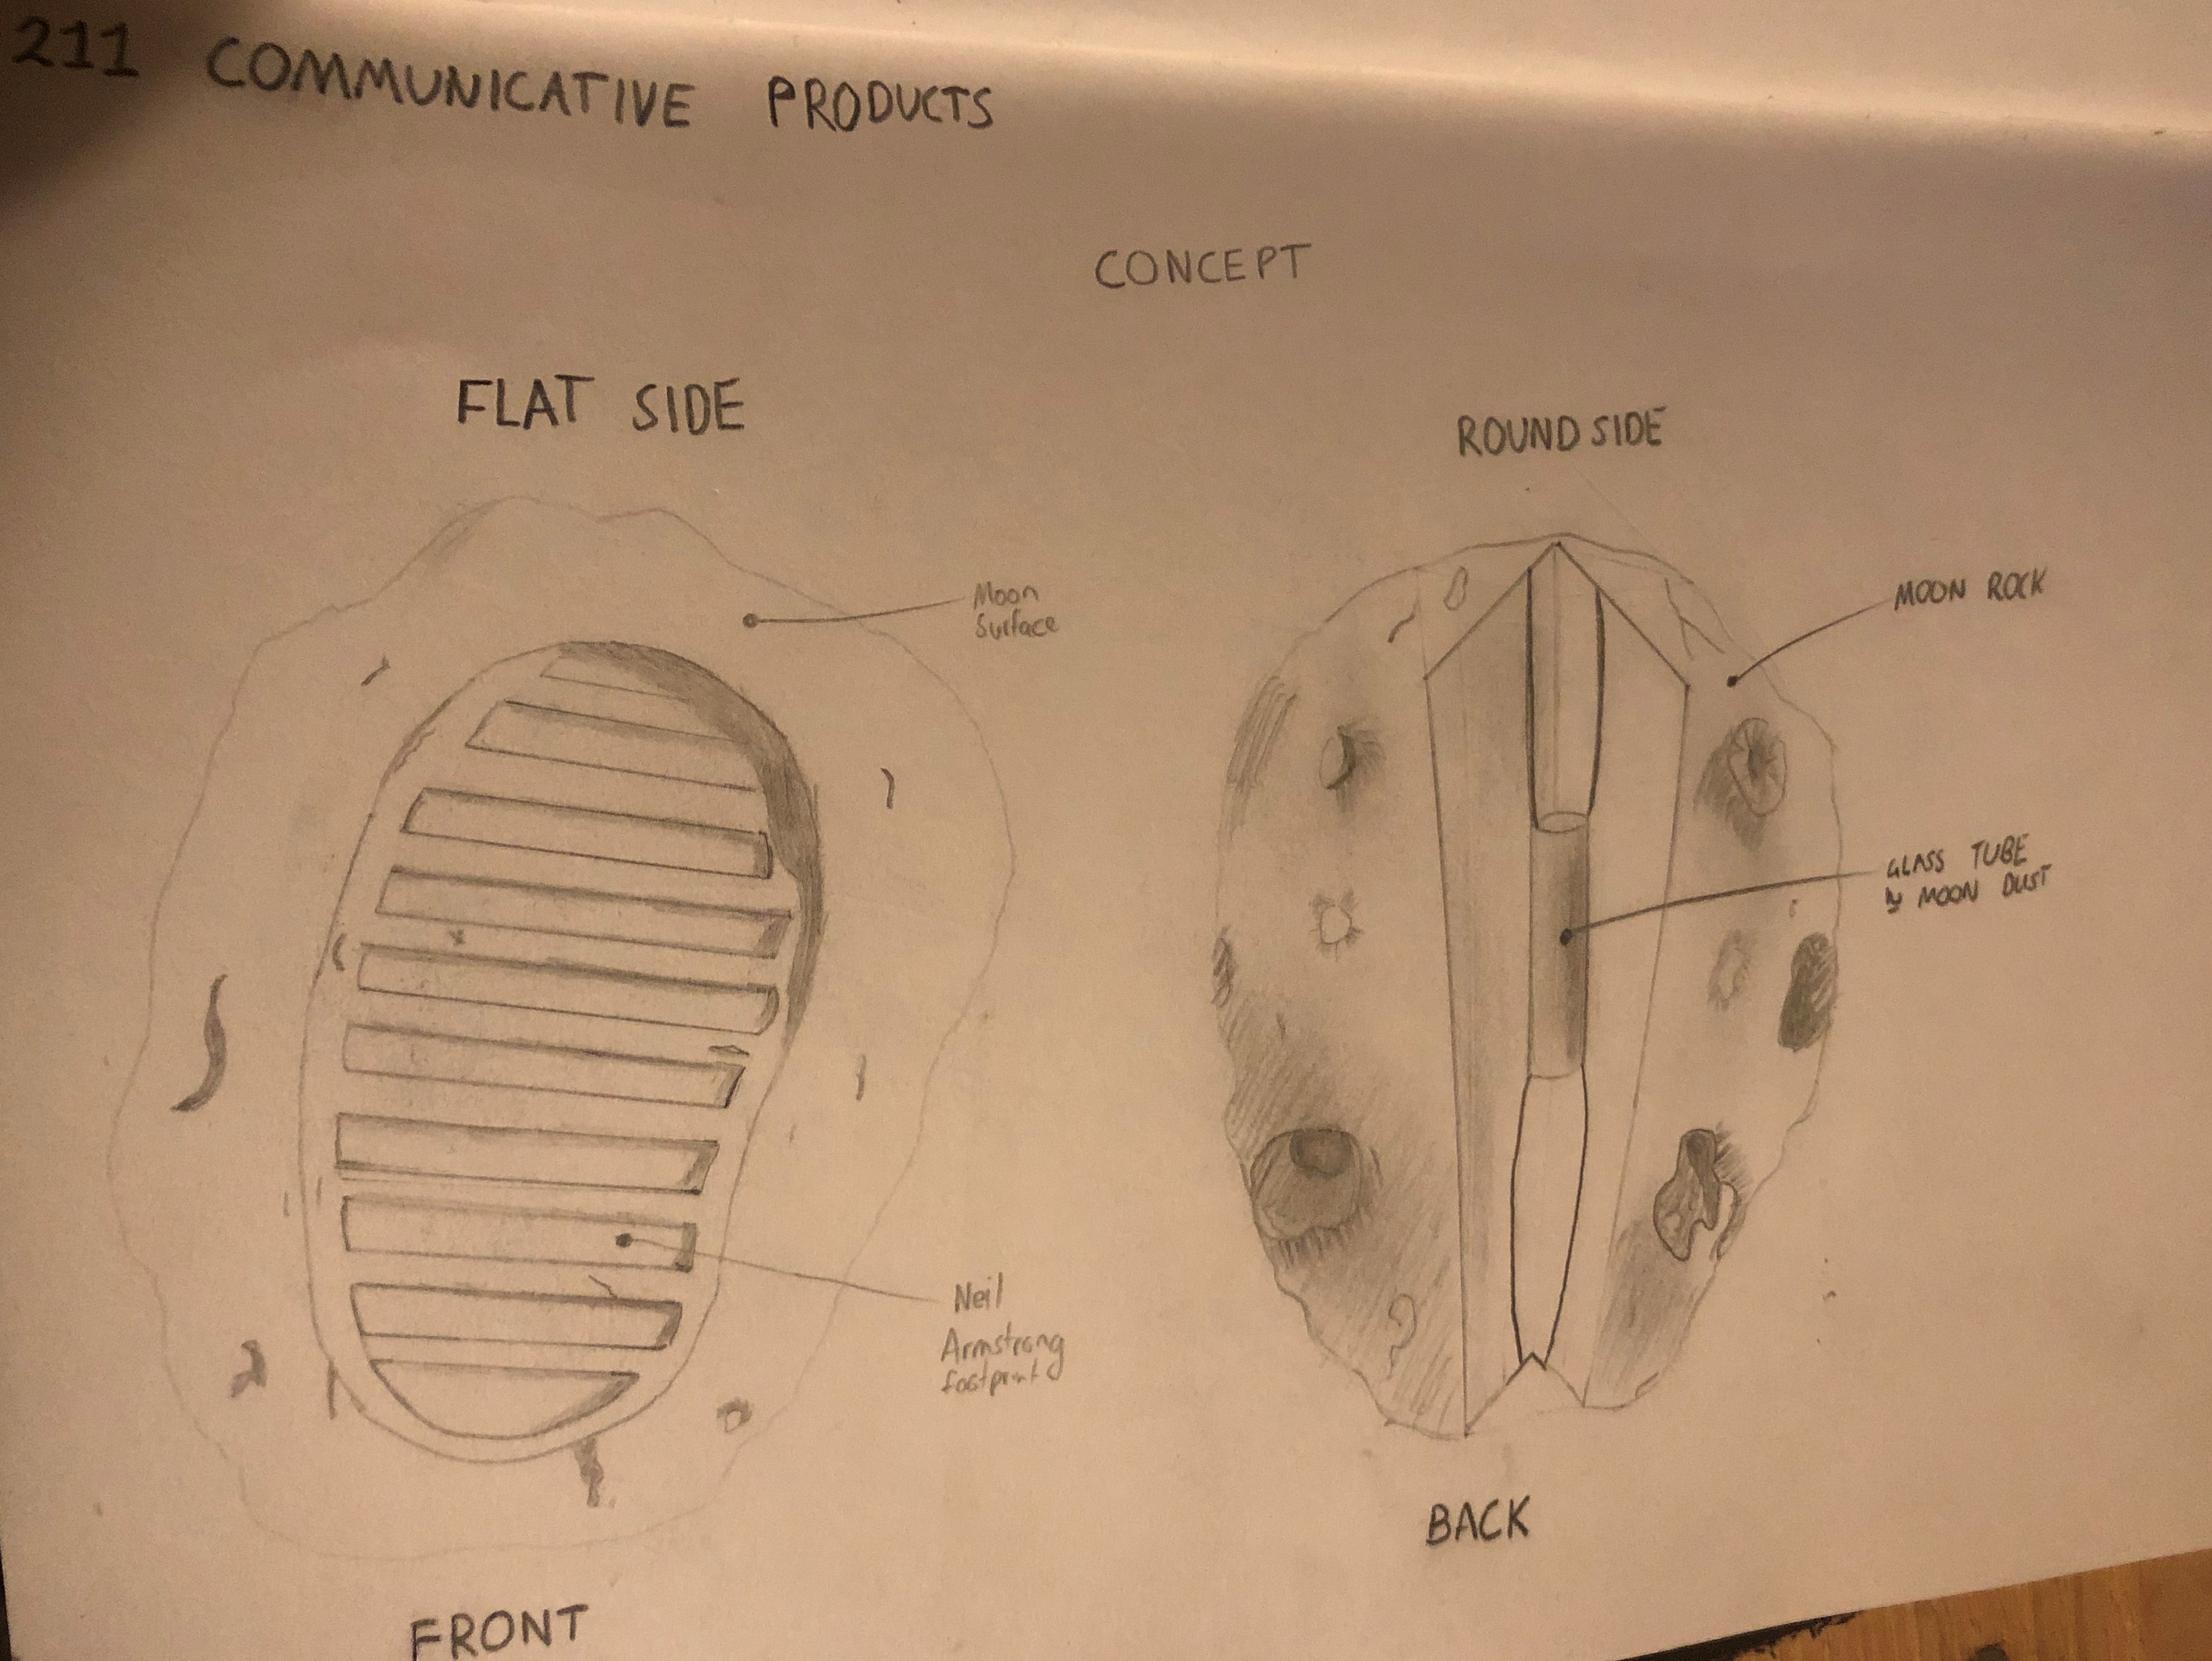 211 COMMUNICATIVE PRODUCTS
CONCEPT
FLAT SIDE
Moon
Surface
Neil
Armstrong
footprint
FRONT
ROUND SIDE
MOON ROCK
GLASS TUBE
MOON DUST
BACK